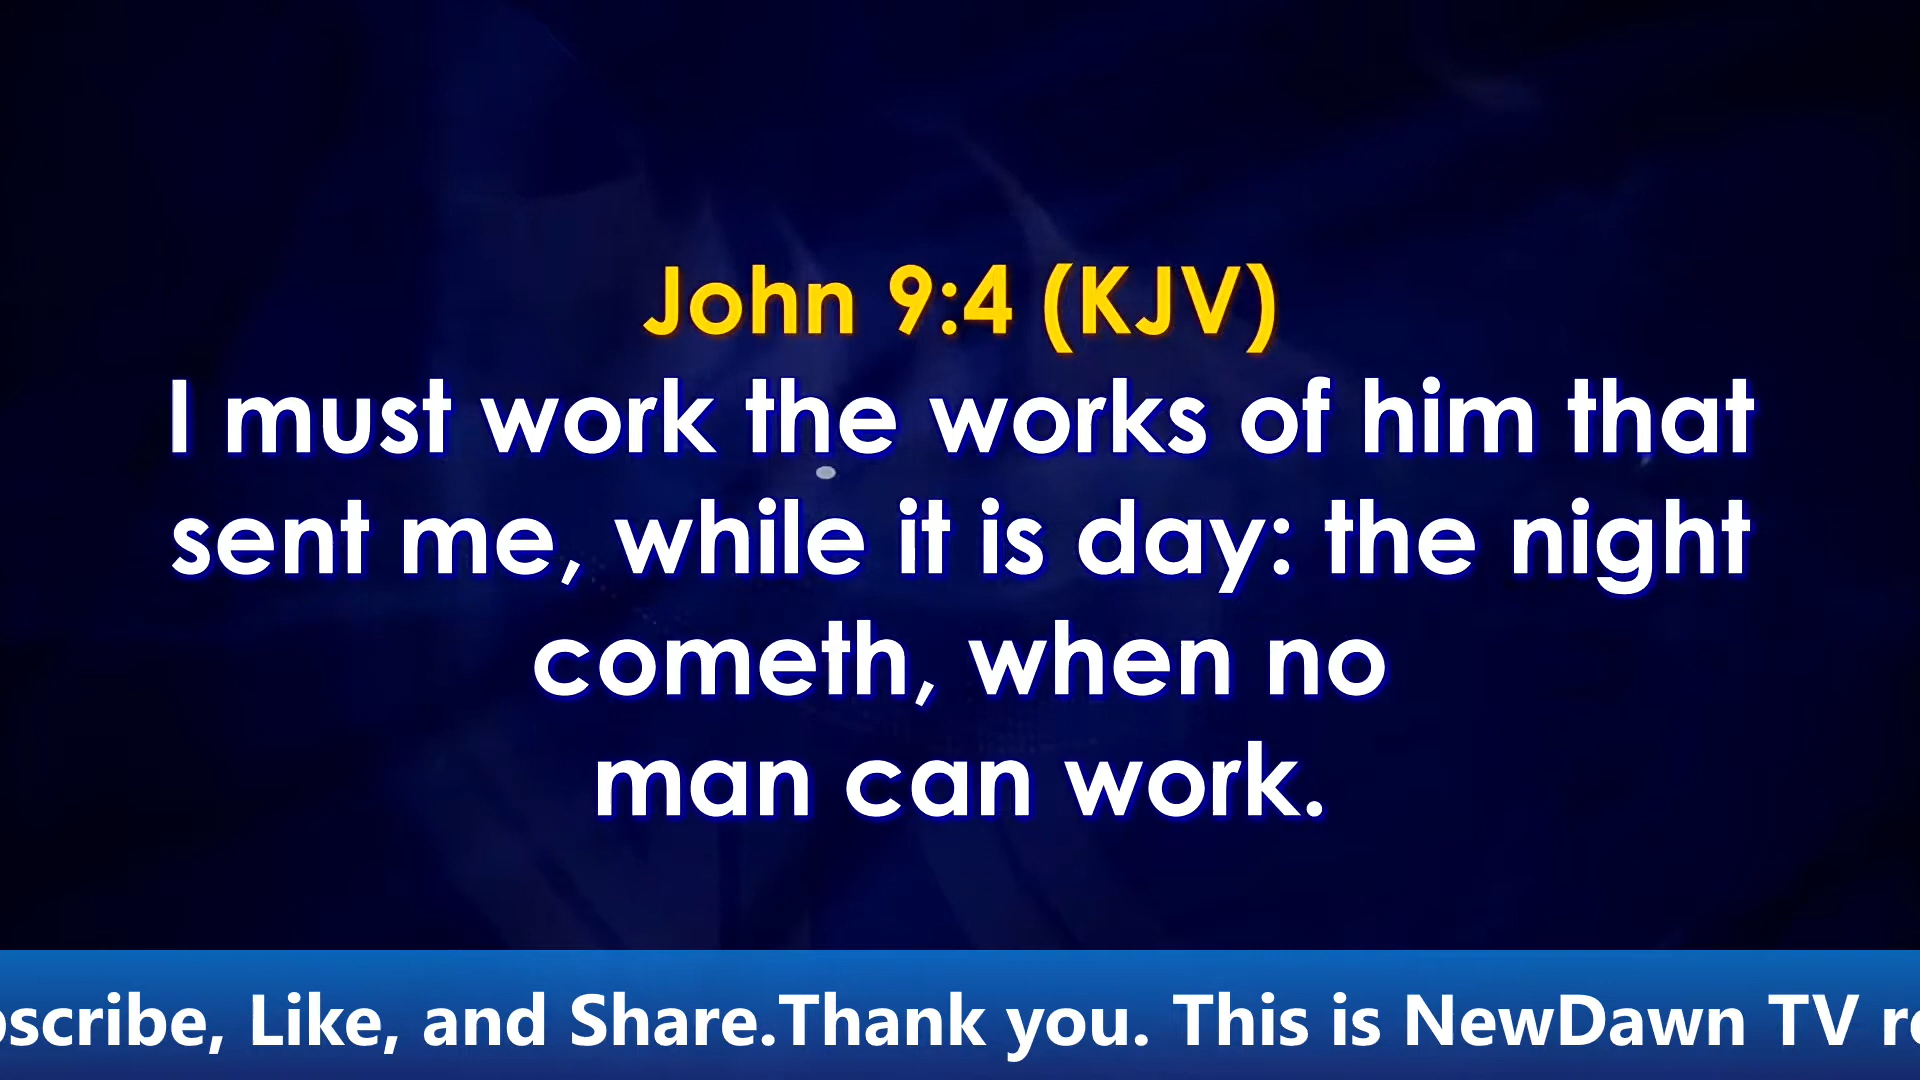 John 9:4 (KJV)
I must work the works of him that
sent me, while it is day: the night
cometh, when no
man can work.
Like, and Share.Thank you. This is NewDawn TV